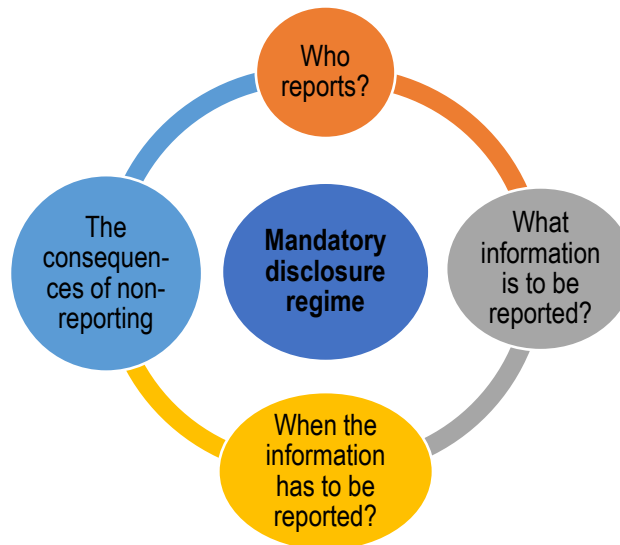 Who
reports?
What
information
is to be
reported?
When the
information
has to be
reported?
The
consequen-
ces of non-
reporting
Mandatory
disclosure
regime